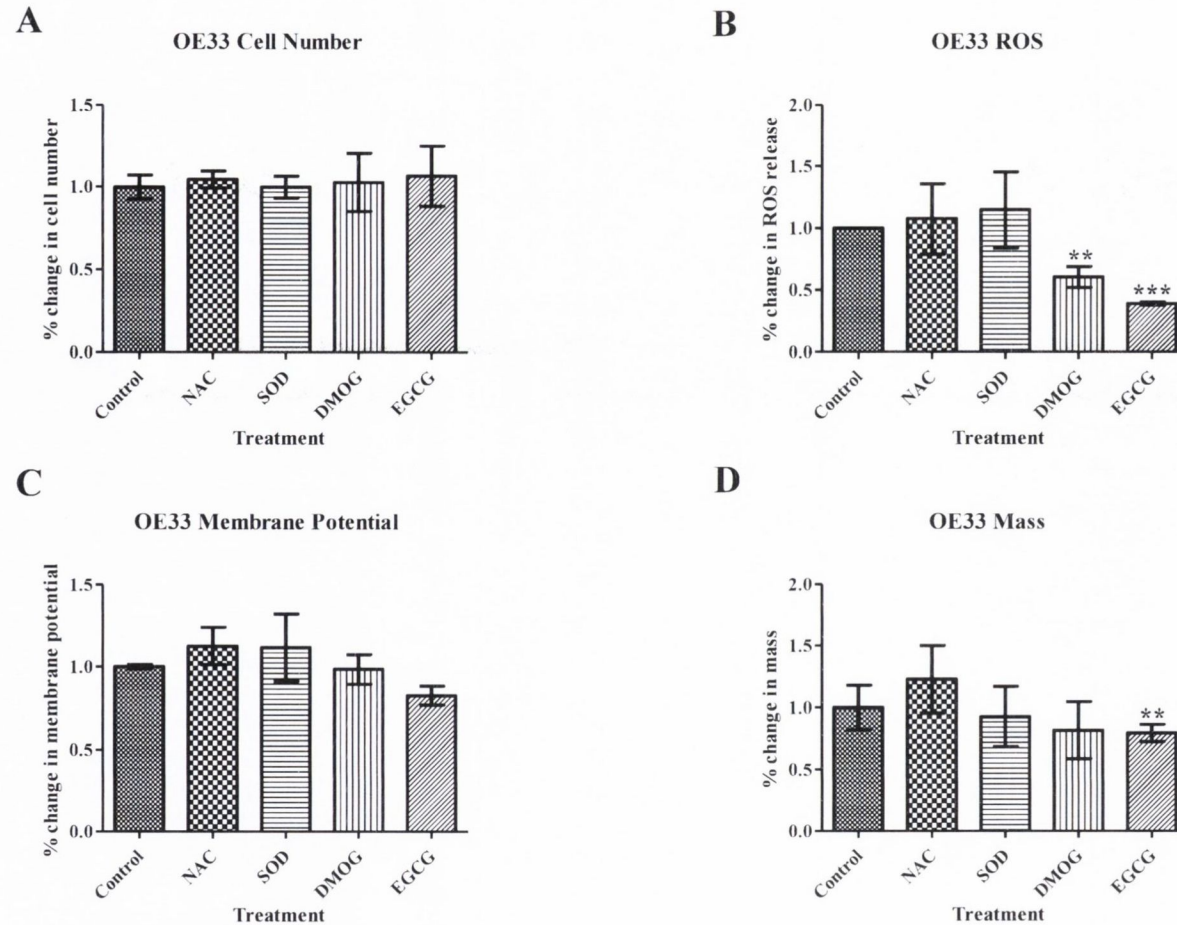 A
OE33 Cell Number
% change in cell number
1.5
1.0
0.5
0.0
Control
NAC
SOD
DMOG
EGCG
Treatment
B
OE33 ROS
% change in ROS release
2.0
1.5
1.0
0.5
0.0
**
***
Control
NAC
SOD
DMOG
EGCG
Treatment
C
OE33 Membrane Potential
% change in membrane potential
1.5
1.0
0.5
0.0
Control
NAC
SOD
DMOG
EGCG
Treatment
D
OE33 Mass
% change in mass
2.0
1.5
1.0
0.5
0.0
**
Control
NAC
SOD
DMOG
EGCG
Treatment